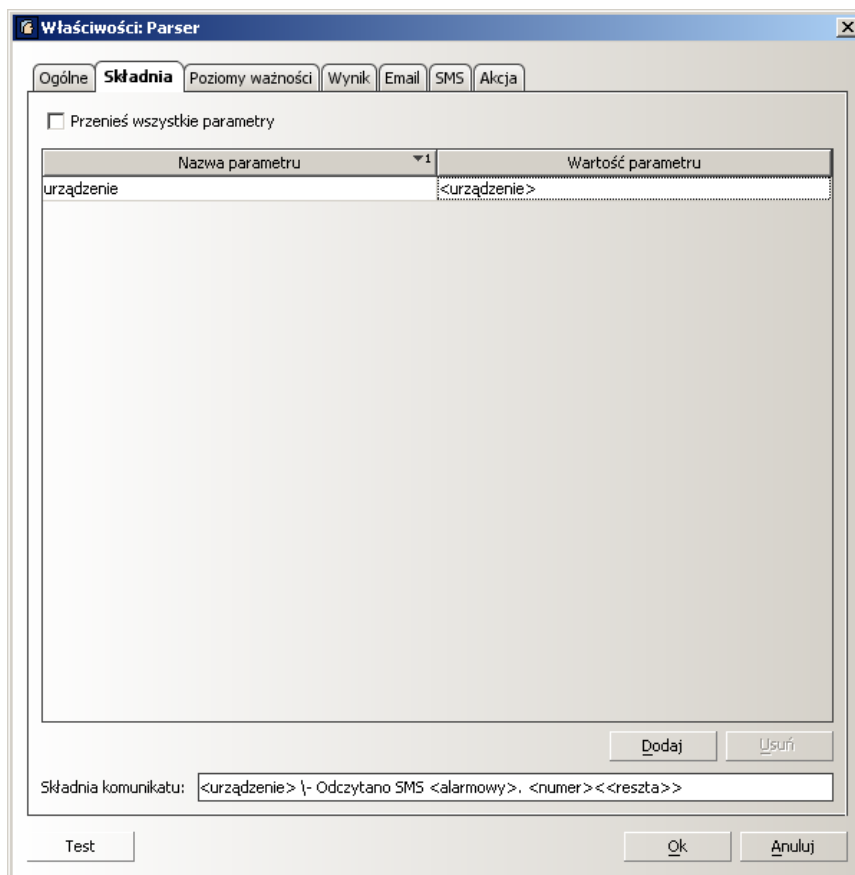 Właściwości: Parser
Ogólne Składnia Poziomy ważności Wynik Email SMS Akcja
Przenieś wszystkie parametry
Nazwa parametru 1 Wartość parametru
urządzenie <urządzenie>
Dodaj Usuń
Składnia komunikatu: <urządzenie> \- Odczytano SMS <alarmowy>. <numer><<reszta>>
Test Ok Anuluj